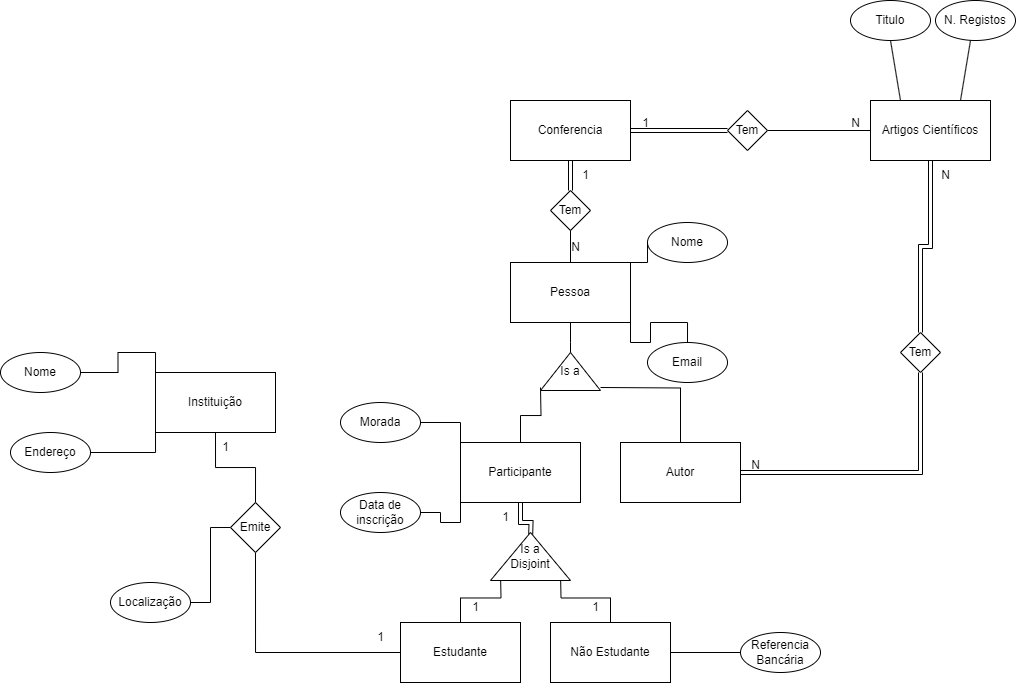 Titulo
N. Registos
Conferencia
1
Tem
N
Artigos Científicos
1
N
Tem
N
Nome
Pessoa
Tem
Email
Is a
Nome
Instituição
Morada
1
Endereço
Participante
Autor
N
Data de
inscrição
1
Emite
Is a
Disjoint
Localização
1
1
1
Estudante
Não Estudante
Referencia
Bancária